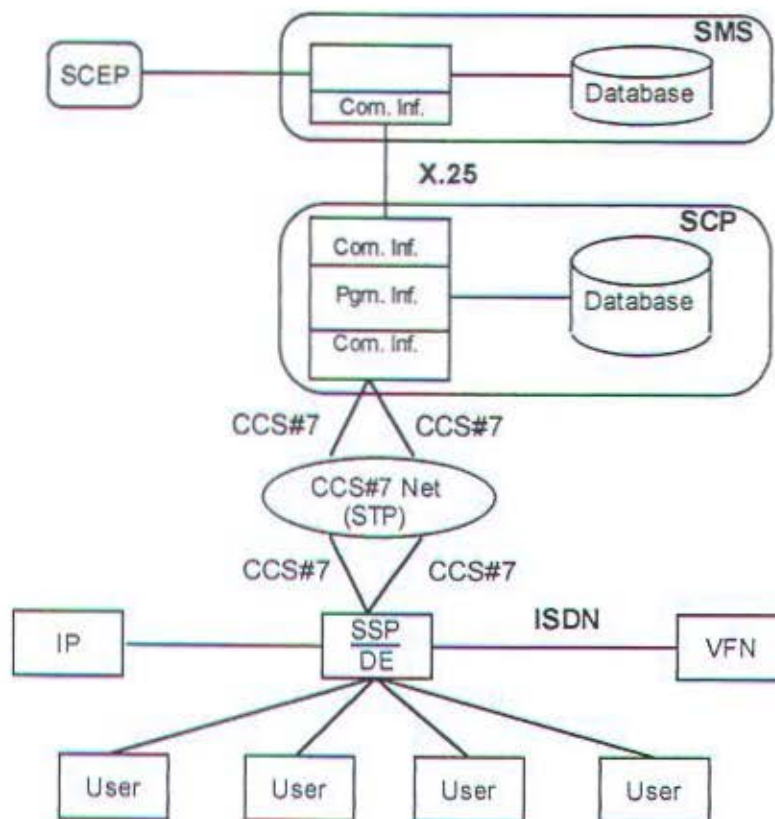 SMS
SCEP
Com. Inf.
Database
X.25
SCP
Com. Inf.
Pgm. Inf.
Com. Inf.
Database
CCS#7
CCS#7
CCS#7 Net
(STP)
CCS#7
CCS#7
IP
SSP
DE
ISDN
VFN
User
User
User
User